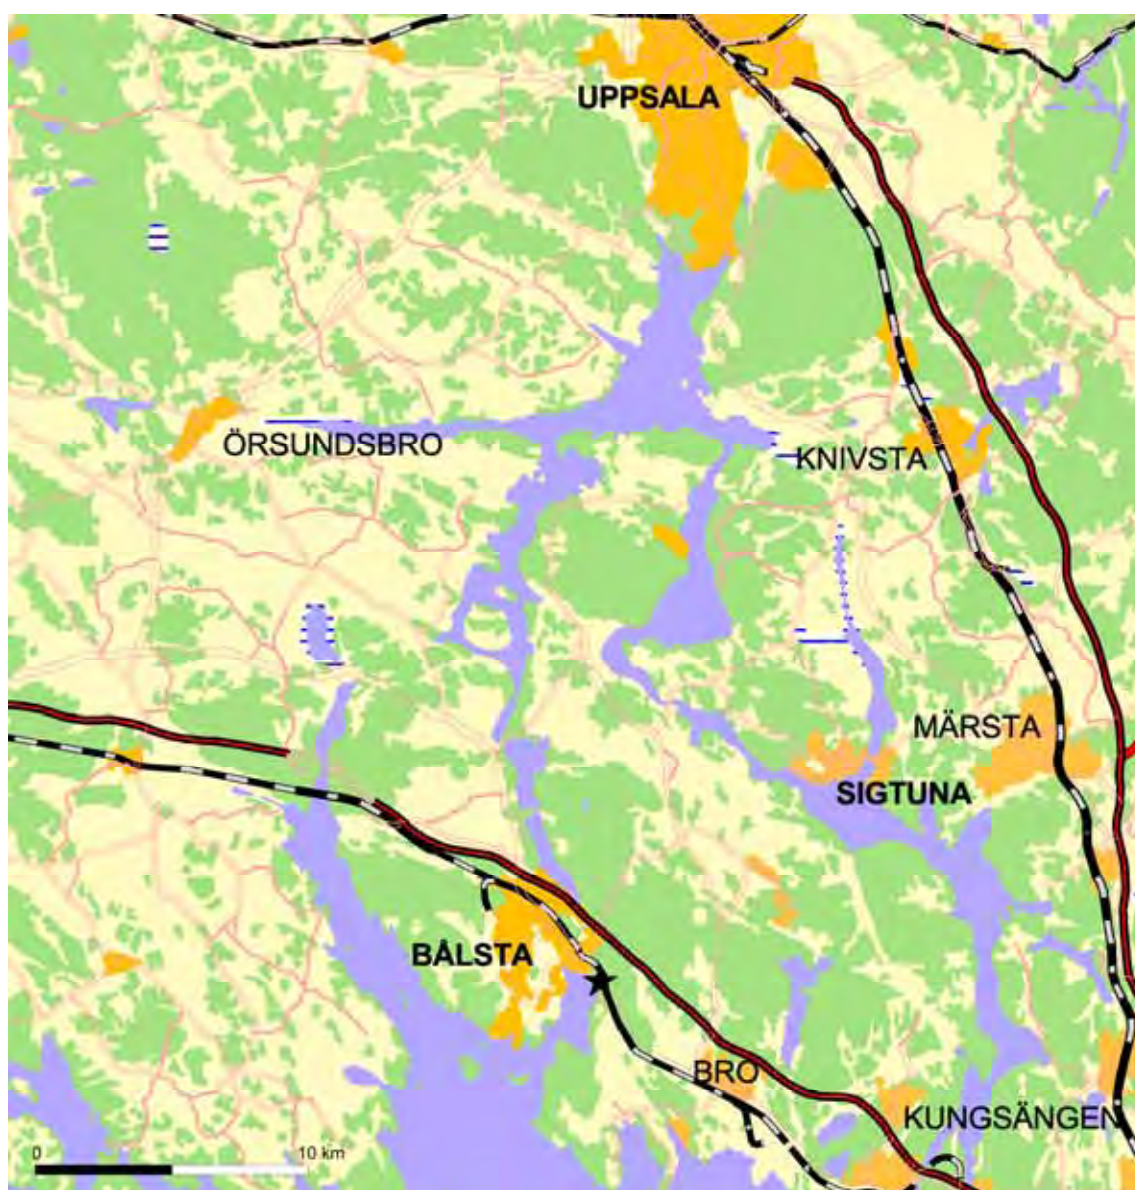 UPPSALA
ÖRSUNDSBRO
KNIVSTA
MÄRSTA
SIGTUNA
BÅLSTA
BRO
KUNGSÄNGEN
0 10 km